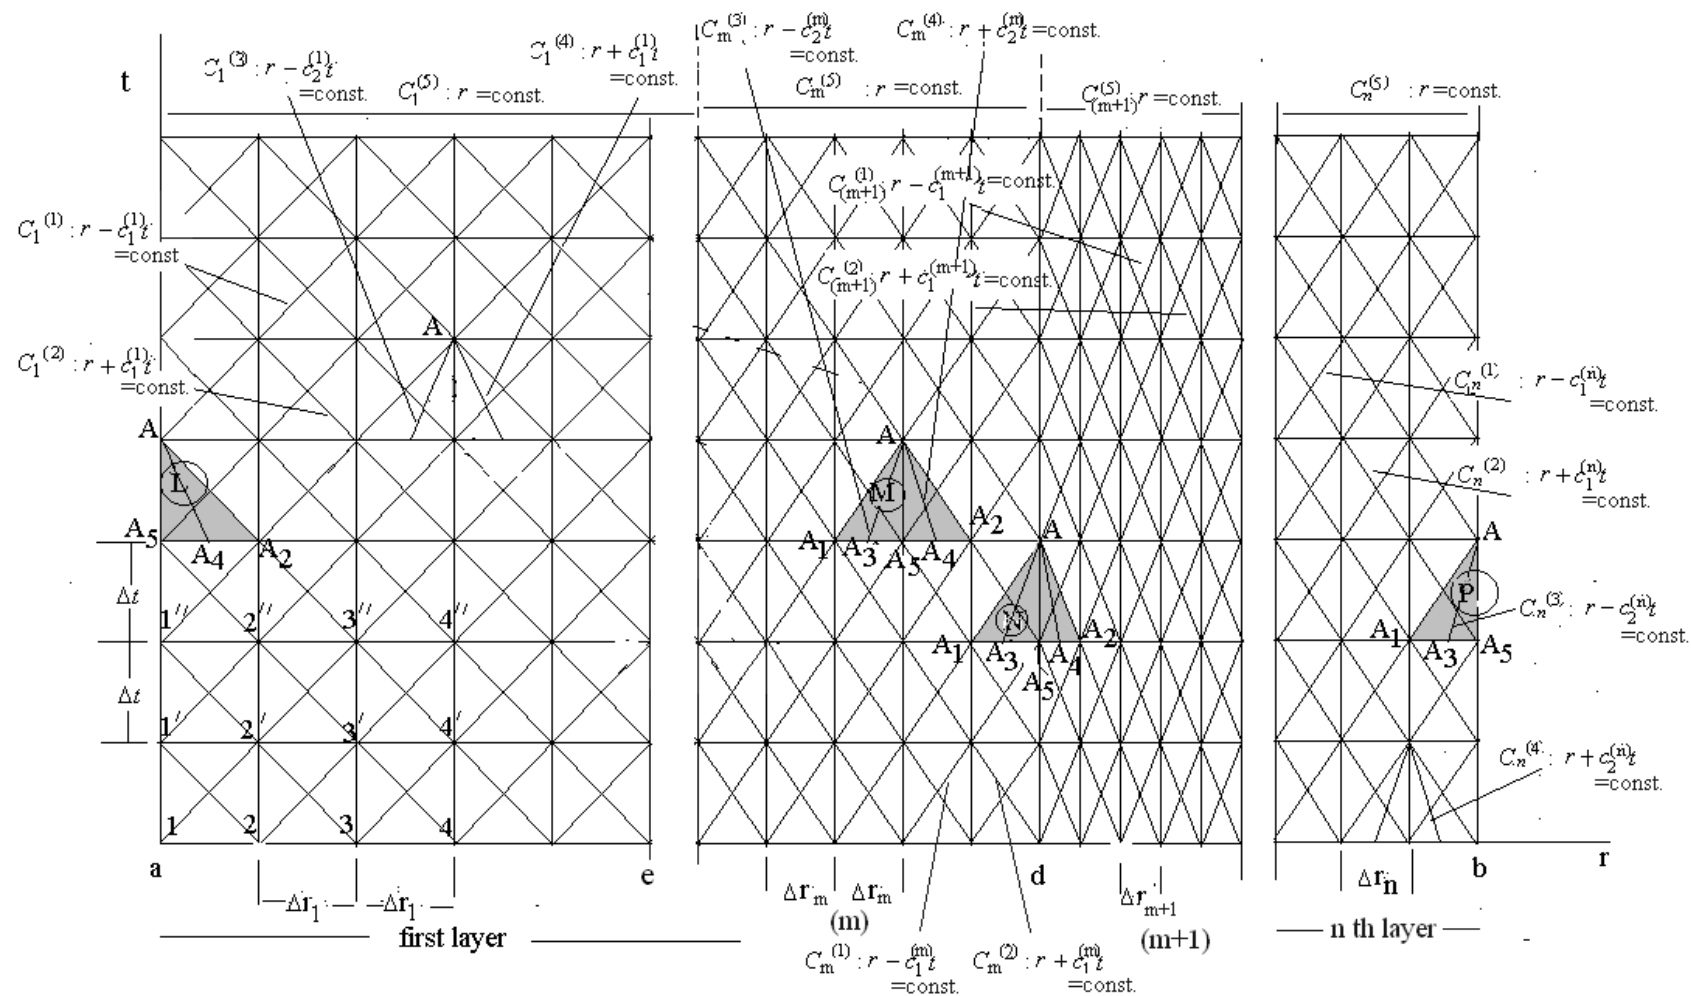 t
C₁⁽³⁾ : r − c₂⁽¹⁾t
=const.
C₁⁽⁵⁾ : r =const.
C₁⁽⁴⁾ : r + c₁⁽¹⁾t
=const.
Cₘ⁽³⁾ : r − c₂⁽ᵐ⁾t
=const.
Cₘ⁽⁴⁾ : r + c₂⁽ᵐ⁾t =const.
Cₘ⁽⁵⁾ : r =const.
C₍ₘ₊₁₎⁽⁵⁾ : r =const.
Cₙ⁽⁵⁾ : r =const.
C₁⁽¹⁾ : r − c₁⁽¹⁾t
=const
C₍ₘ₊₁₎⁽¹⁾ : r − c₁⁽ᵐ⁺¹⁾t =const.
C₍ₘ₊₁₎⁽²⁾ : r + c₁⁽ᵐ⁺¹⁾t =const.
C₁⁽²⁾ : r + c₁⁽¹⁾t
=const.
A
Cₙ⁽¹⁾ : r − c₁⁽ⁿ⁾t
=const.
Cₙ⁽²⁾ : r + c₁⁽ⁿ⁾t
=const.
A
L
A₅
A₄
A₂
A
M
A₁
A₃
A₅
A₄
A₂
A
N
A₁
A₃
A₅
A₄
A₂
A
P
A₁
A₃
A₅
Cₙ⁽³⁾ : r − c₂⁽ⁿ⁾t
=const.
Cₙ⁽⁴⁾ : r + c₂⁽ⁿ⁾t
=const.
Δt
1′′ 2′′ 3′′ 4′′
Δt
1′ 2′ 3′ 4′
1 2 3 4
a e d b r
Δr₁ Δr₁ Δrₘ Δrₘ Δrₘ₊₁ Δrₙ
first layer (m) (m+1) n th layer
Cₘ⁽¹⁾ : r − c₁⁽ᵐ⁾t
=const.
Cₘ⁽²⁾ : r + c₁⁽ᵐ⁾t
=const.